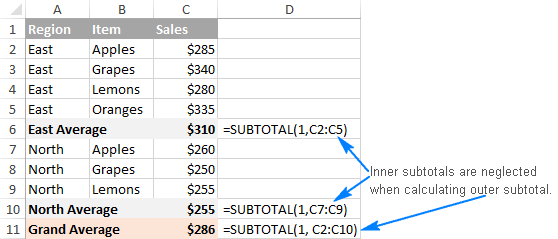 A B C D
1 Region Item Sales
2 East Apples $285
3 East Grapes $340
4 East Lemons $280
5 East Oranges $335
6 East Average $310 =SUBTOTAL(1,C2:C5)
7 North Apples $260
8 North Grapes $250
9 North Lemons $255
10 North Average $255 =SUBTOTAL(1, C7:C9)
11 Grand Average $286 =SUBTOTAL(1, C2:C10)
Inner subtotals are neglected
when calculating outer subtotal.